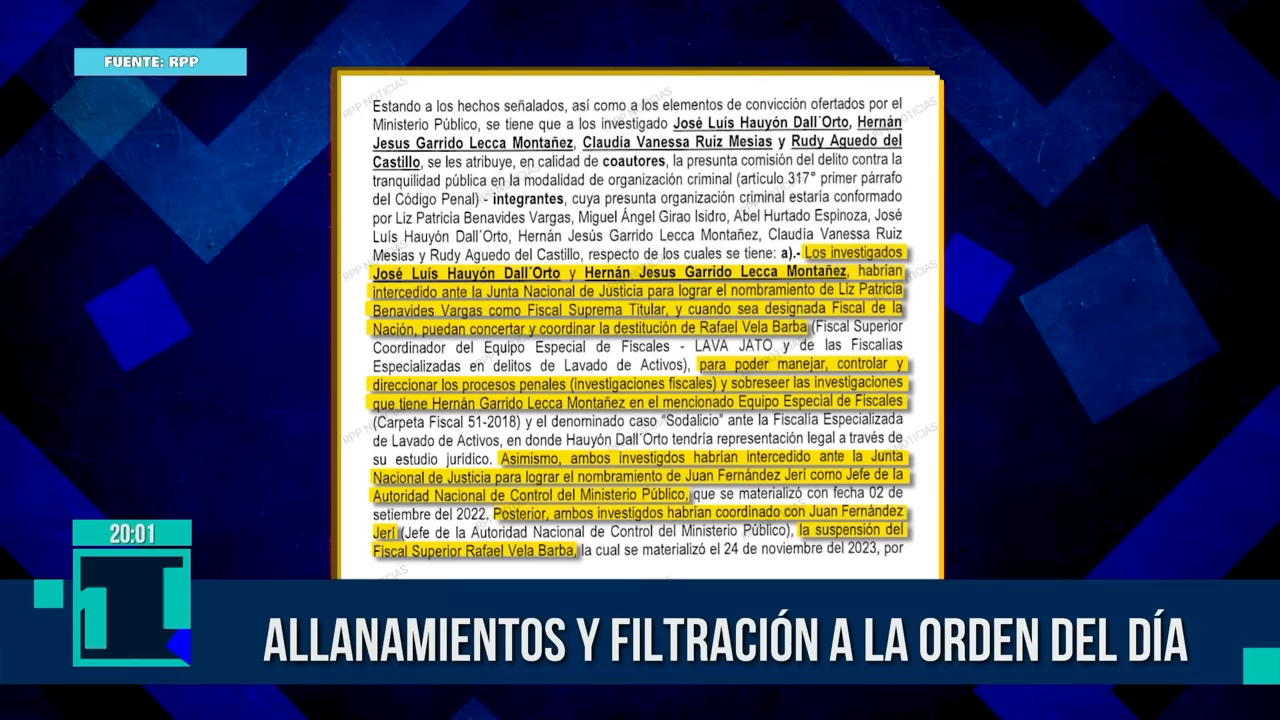 FUENTE: RPP
Estando a los hechos señalados, así como a los elementos de convicción ofertados por el
Ministerio Público, se tiene que a los investigado José Luís Hauyón Dall´Orto, Hernán
Jesus Garrido Lecca Montañez, Claudia Vanessa Ruiz Mesias y Rudy Aguedo del
Castillo, se les atribuye, en calidad de coautores, la presunta comisión del delito contra la
tranquilidad pública en la modalidad de organización criminal (artículo 317° primer párrafo
del Código Penal) - integrantes, cuya presunta organización criminal estaría conformado
por Liz Patricia Benavides Vargas, Miguel Ángel Girao Isidro, Abel Hurtado Espinoza, José
Luís Hauyón Dall´Orto, Hernán Jesús Garrido Lecca Montañez, Claudia Vanessa Ruiz
Mesias y Rudy Aguedo del Castillo, respecto de los cuales se tiene: a).- Los investigados
José Luís Hauyón Dall´Orto y Hernán Jesus Garrido Lecca Montañez, habrían
intercedido ante la Junta Nacional de Justicia para lograr el nombramiento de Liz Patricia
Benavides Vargas como Fiscal Suprema Titular, y cuando sea designada Fiscal de la
Nación, puedan concertar y coordinar la destitución de Rafael Vela Barba (Fiscal Superior
Coordinador del Equipo Especial de Fiscales - LAVA JATO y de las Fiscalías
Especializadas en delitos de Lavado de Activos), para poder manejar, controlar y
direccionar los procesos penales (investigaciones fiscales) y sobreseer las investigaciones
que tiene Hernán Garrido Lecca Montañez en el mencionado Equipo Especial de Fiscales
(Carpeta Fiscal 51-2018) y el denominado caso “Sodalicio” ante la Fiscalía Especializada
de Lavado de Activos, en donde Hauyón Dall´Orto tendría representación legal a través de
su estudio jurídico. Asimismo, ambos investigdos habrían intercedido ante la Junta
Nacional de Justicia para lograr el nombramiento de Juan Fernández Jerí como Jefe de la
Autoridad Nacional de Control del Ministerio Público, que se materializó con fecha 02 de
setiembre del 2022. Posterior, ambos investigdos habrían coordinado con Juan Fernández
Jerí (Jefe de la Autoridad Nacional de Control del Ministerio Público), la suspensión del
Fiscal Superior Rafael Vela Barba, la cual se materializó el 24 de noviembre del 2023, por
20:01
ALLANAMIENTOS Y FILTRACIÓN A LA ORDEN DEL DÍA